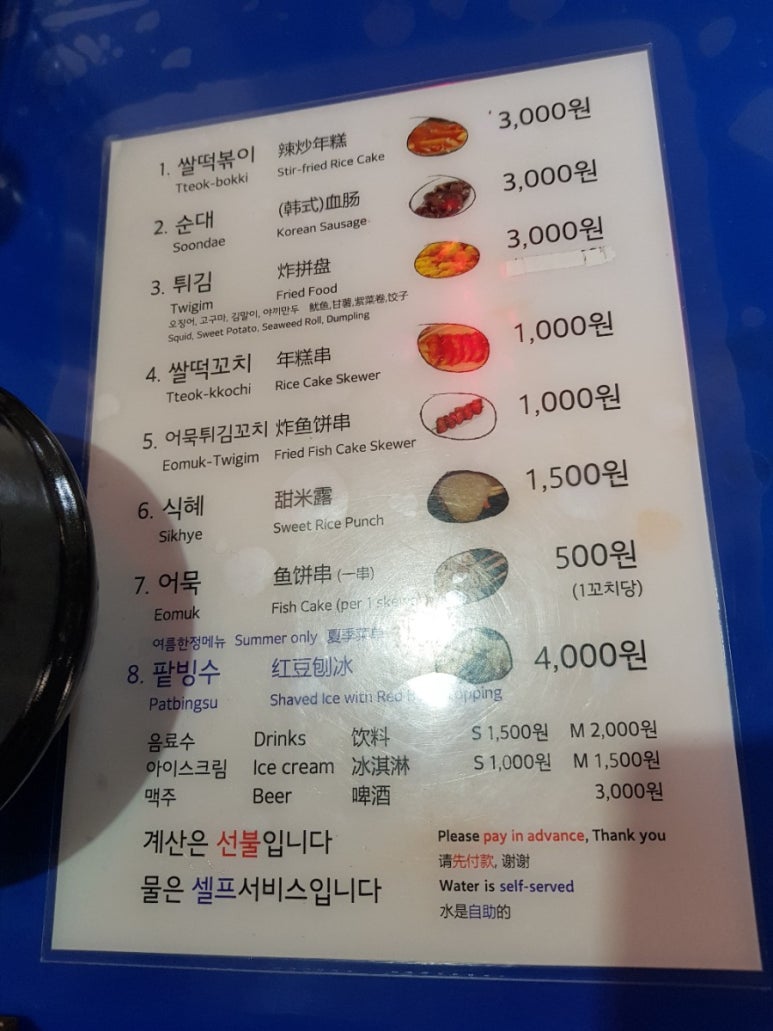 1. 쌀떡볶이 辣炒年糕 3,000원
Tteok-bokki Stir-fried Rice Cake
2. 순대 (韩式)血肠 3,000원
Soondae Korean Sausage
3. 튀김 炸拼盘 3,000원
Twigim Fried Food
오징어, 고구마, 김말이, 야끼만두 鱿鱼,甘薯,紫菜卷,饺子
Squid, Sweet Potato, Seaweed Roll, Dumpling
4. 쌀떡꼬치 年糕串 1,000원
Tteok-kkochi Rice Cake Skewer
5. 어묵튀김꼬치 炸鱼饼串 1,000원
Eomuk-Twigim Fried Fish Cake Skewer
6. 식혜 甜米露 1,500원
Sikhye Sweet Rice Punch
7. 어묵 鱼饼串 (一串) 500원
Eomuk Fish Cake (per 1 skewer) (1꼬치당)
여름한정메뉴 Summer only 夏季菜单
8. 팥빙수 红豆刨冰 4,000원
Patbingsu Shaved Ice with Red topping
음료수 Drinks 饮料 S 1,500원 M 2,000원
아이스크림 Ice cream 冰淇淋 S 1,000원 M 1,500원
맥주 Beer 啤酒 3,000원
계산은 선불입니다
물은 셀프서비스입니다
Please pay in advance, Thank you
请先付款, 谢谢
Water is self-served
水是自助的